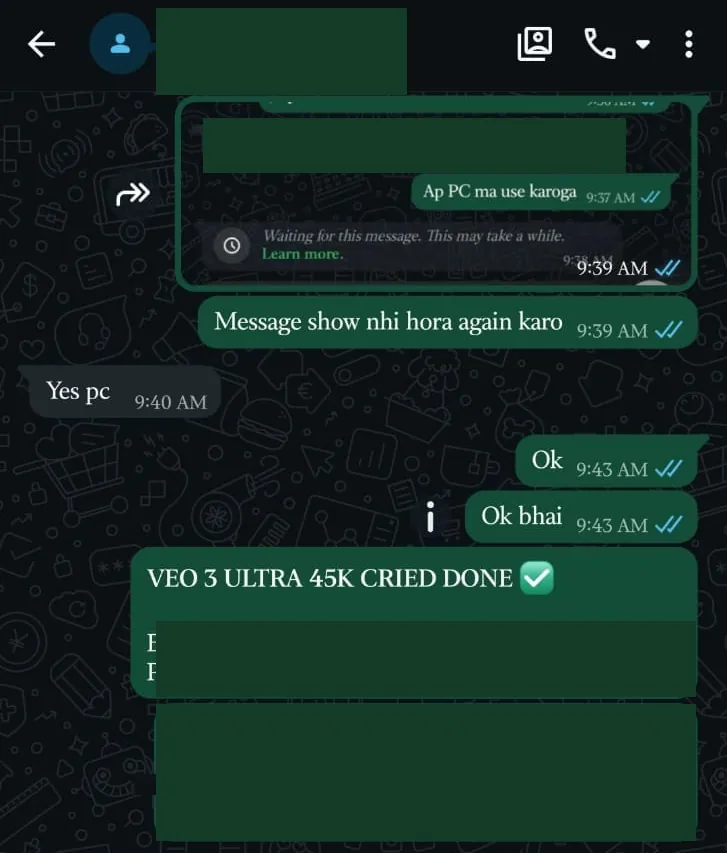 Ap PC ma use karoga 9:37 AM
Waiting for this message. This may take a while.
Learn more. 9:38 AM
9:39 AM
Message show nhi hora again karo 9:39 AM
Yes pc 9:40 AM
Ok 9:43 AM
Ok bhai 9:43 AM
VEO 3 ULTRA 45K CRIED DONE ✅